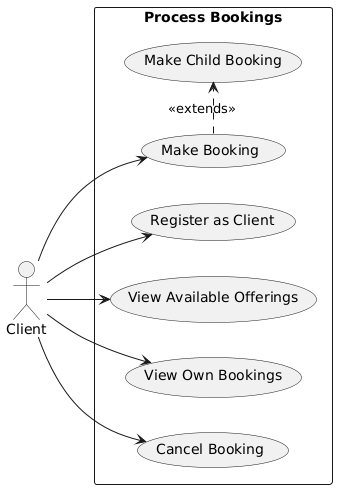 Process Bookings
Make Child Booking
«extends»
Make Booking
Register as Client
View Available Offerings
Client
View Own Bookings
Cancel Booking